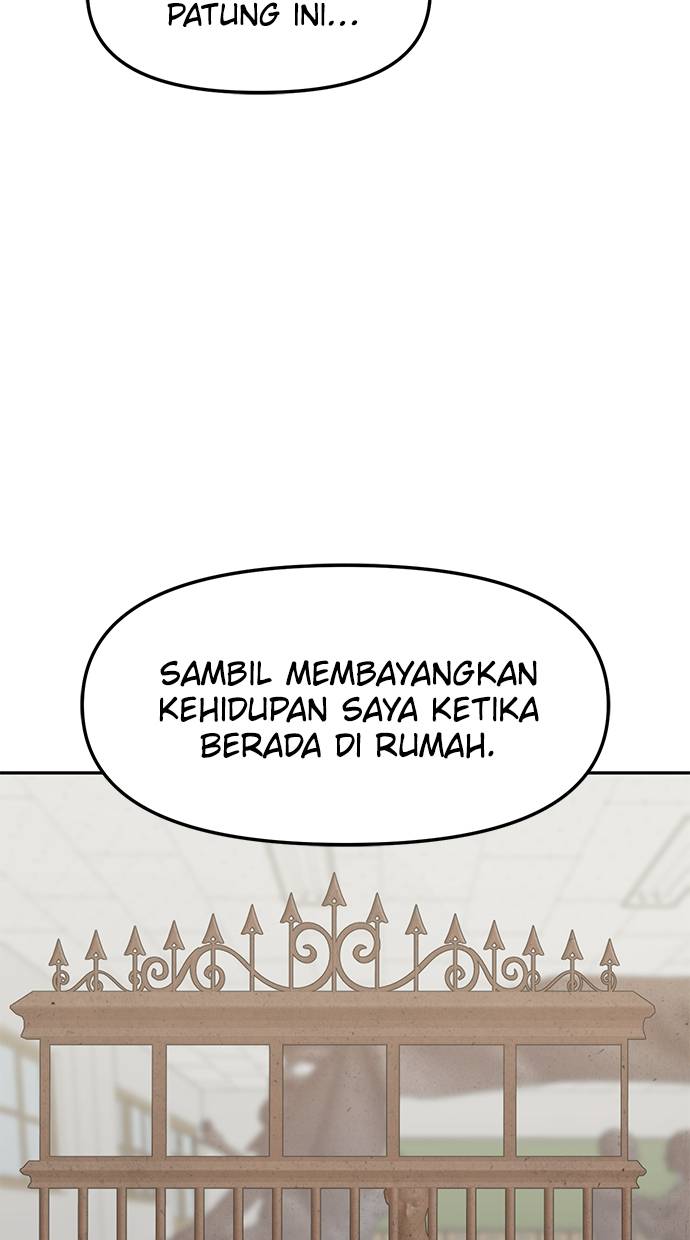 PATUNG INI...
SAMBIL MEMBAYANGKAN
KEHIDUPAN SAYA KETIKA
BERADA DI RUMAH.